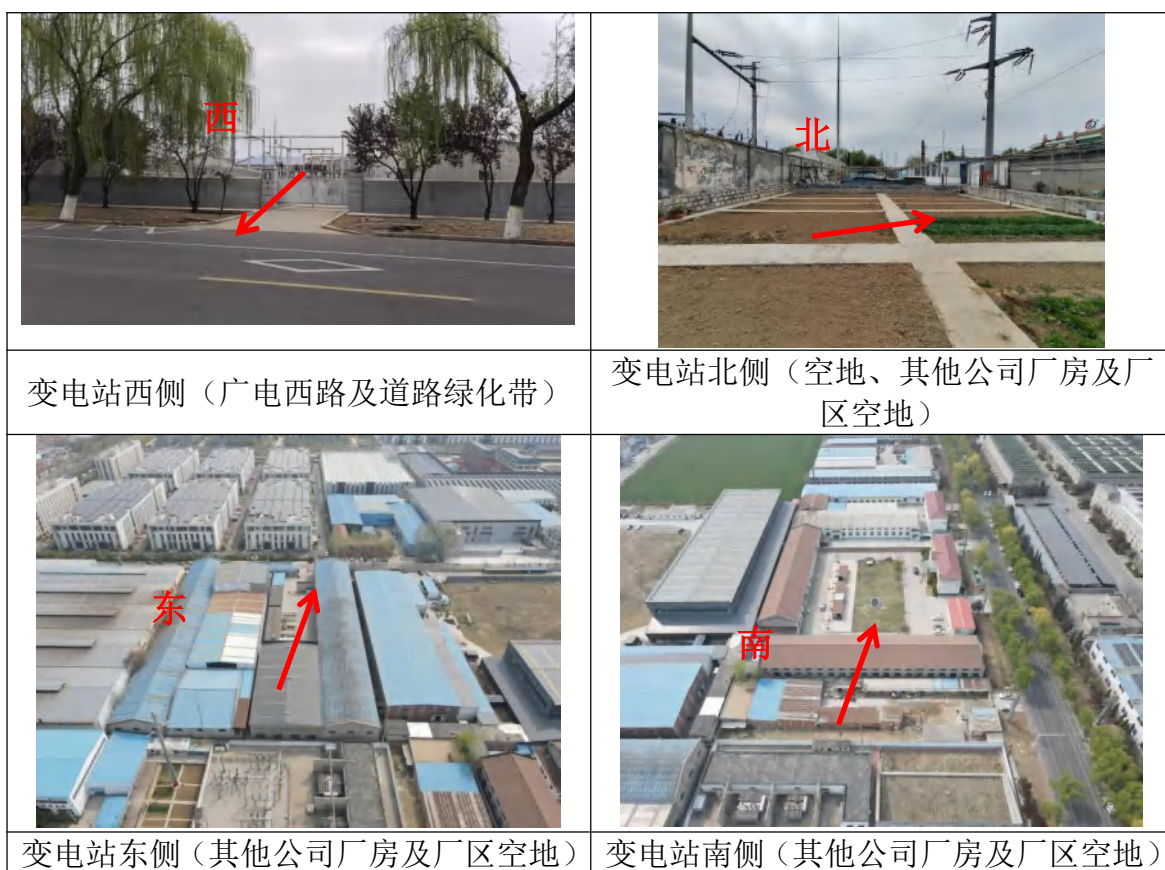 西
北
变电站西侧（广电西路及道路绿化带）
变电站北侧（空地、其他公司厂房及厂
区空地）
东
南
变电站东侧（其他公司厂房及厂区空地）
变电站南侧（其他公司厂房及厂区空地）